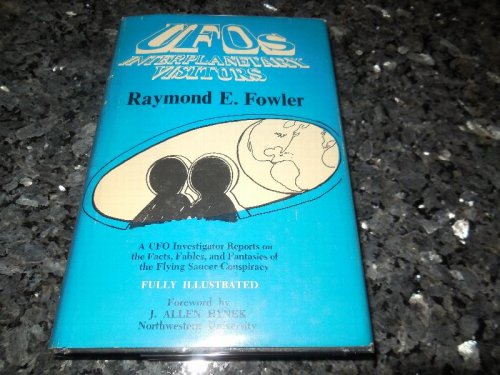 UFOs
INTERPLANETARY
VISITORS
Raymond E. Fowler
A UFO Investigator Reports on
the Facts, Fables, and Fantasies of
the Flying Saucer Conspiracy
FULLY ILLUSTRATED
Foreword by
J. ALLEN HYNEK
Northwestern University